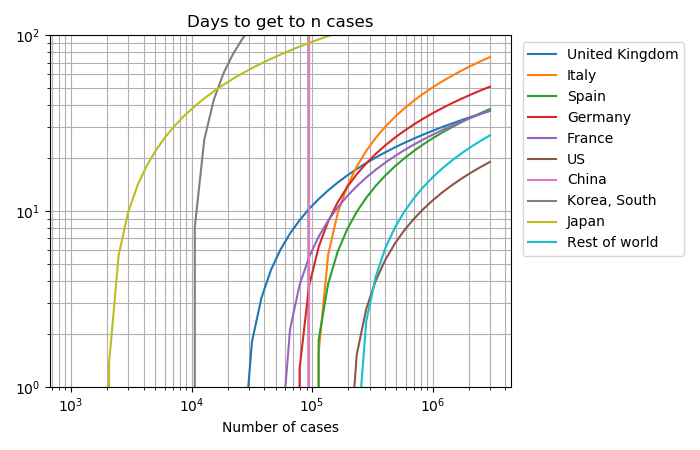 Days to get to n cases
10²
10¹
10⁰
10³
10⁴
10⁵
10⁶
Number of cases
United Kingdom
Italy
Spain
Germany
France
US
China
Korea, South
Japan
Rest of world